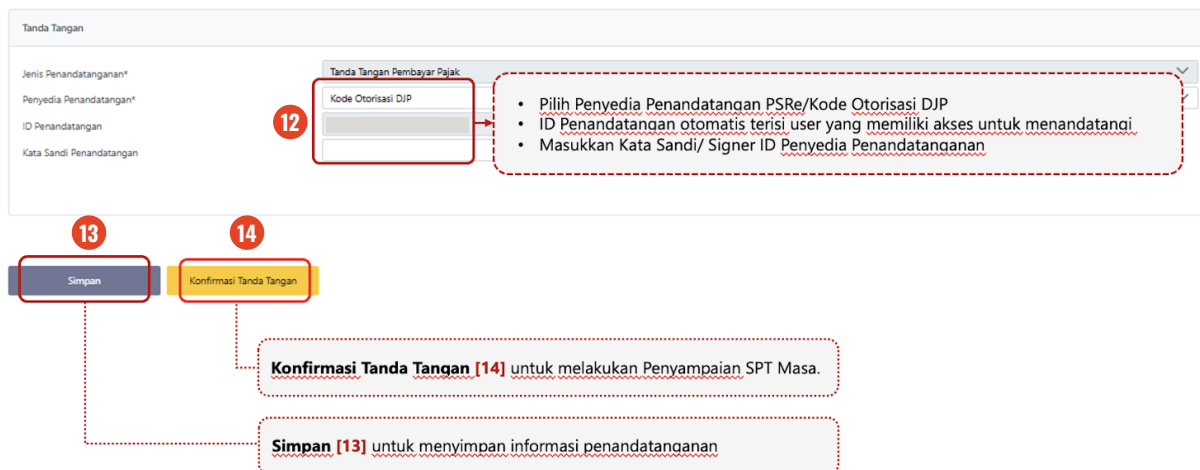 Tanda Tangan
Jenis Penandatanganan*
Tanda Tangan Pembayar Pajak
Penyedia Penandatangan*
Kode Otorisasi DJP
ID Penandatangan
Kata Sandi Penandatangan
12
• Pilih Penyedia Penandatangan PSRe/Kode Otorisasi DJP
• ID Penandatangan otomatis terisi user yang memiliki akses untuk menandatangi
• Masukkan Kata Sandi/ Signer ID Penyedia Penandatanganan
13
14
Simpan
Konfirmasi Tanda Tangan
Konfirmasi Tanda Tangan [14] untuk melakukan Penyampaian SPT Masa.
Simpan [13] untuk menyimpan informasi penandatanganan